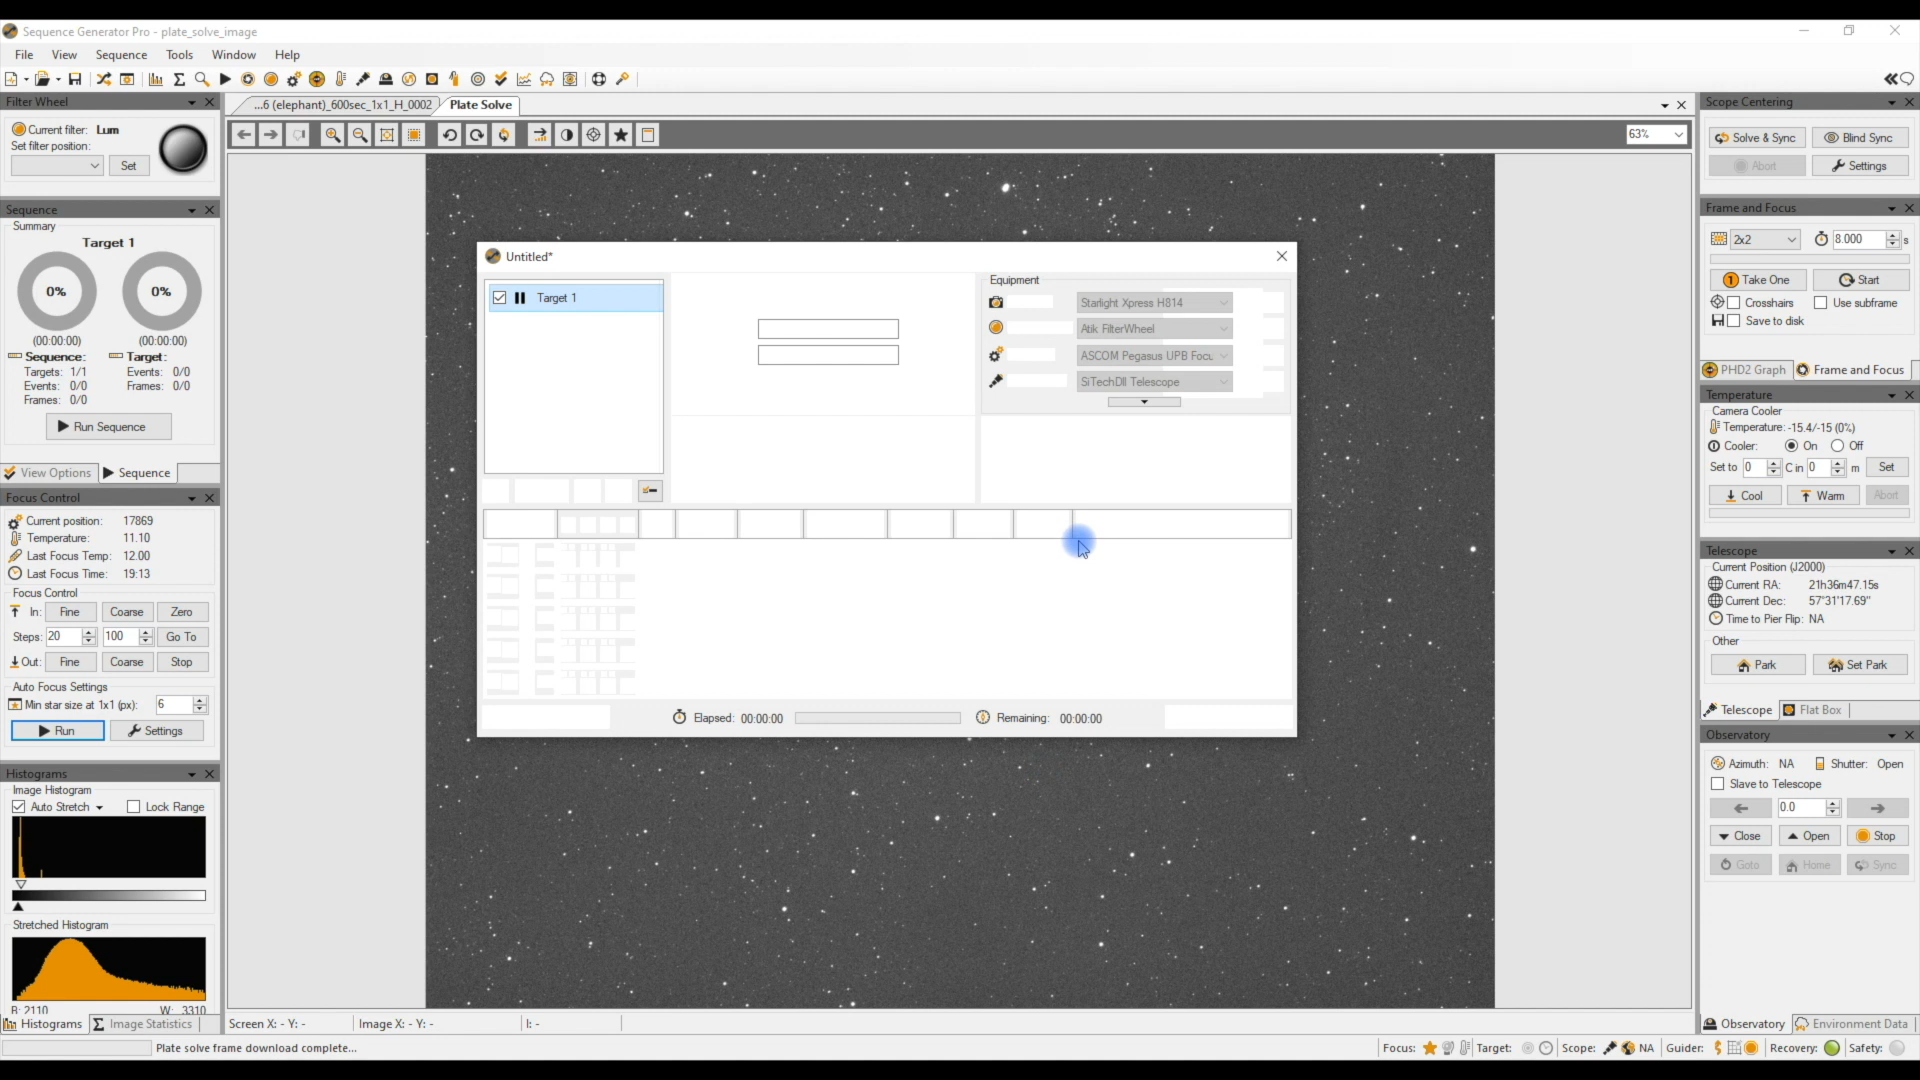 Sequence Generator Pro - plate_solve_image
File View Sequence Tools Window Help
Filter Wheel
Current filter: Lum
Set filter position:
Set
Sequence
Summary
Target 1
0% 0%
(00:00:00) (00:00:00)
Sequence: Target:
Targets: 1/1 Events: 0/0
Events: 0/0 Frames: 0/0
Frames: 0/0
Run Sequence
View Options Sequence
Focus Control
Current position: 17869
Temperature: 11.10
Last Focus Temp: 12.00
Last Focus Time: 19:13
Focus Control
In: Fine Coarse Zero
Steps: 20 100 Go To
Out: Fine Coarse Stop
Auto Focus Settings
Min star size at 1x1 (px): 6
Run Settings
Histograms
Image Histogram
Auto Stretch Lock Range
Stretched Histogram
B: 2110 W: 3310
Histograms Image Statistics
...6 (elephant)_600sec_1x1_H_0002 Plate Solve
63%
Untitled*
Target 1
Equipment
Starlight Xpress H814
Atik FilterWheel
ASCOM Pegasus UPB Focu
SiTechDll Telescope
Elapsed: 00:00:00 Remaining: 00:00:00
Screen X: - Y: - Image X: - Y: - I: -
Scope Centering
Solve & Sync Blind Sync
Abort Settings
Frame and Focus
2x2 8.000 s
Take One Start
Crosshairs Use subframe
Save to disk
PHD2 Graph Frame and Focus
Temperature
Camera Cooler
Temperature: -15.4/-15 (0%)
Cooler: On Off
Set to 0 C in 0 m Set
Cool Warm Abort
Telescope
Current Position (J2000)
Current RA: 21h36m47.15s
Current Dec: 57°31'17.69"
Time to Pier Flip: NA
Other
Park Set Park
Telescope Flat Box
Observatory
Azimuth: NA Shutter: Open
Slave to Telescope
0.0
Close Open Stop
Goto Home Sync
Observatory Environment Data
Plate solve frame download complete... Focus: Target: Scope: NA Guider: Recovery: Safety: